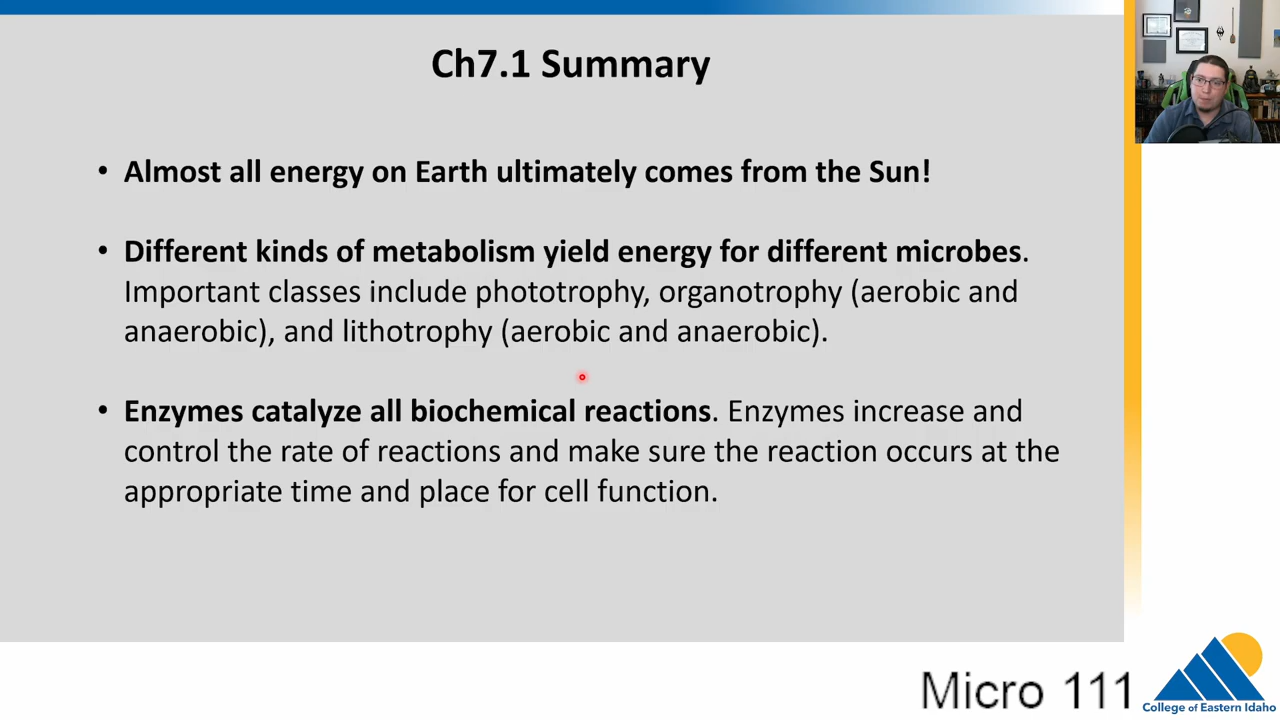 Ch7.1 Summary
• Almost all energy on Earth ultimately comes from the Sun!
• Different kinds of metabolism yield energy for different microbes.
Important classes include phototrophy, organotrophy (aerobic and
anaerobic), and lithotrophy (aerobic and anaerobic).
• Enzymes catalyze all biochemical reactions. Enzymes increase and
control the rate of reactions and make sure the reaction occurs at the
appropriate time and place for cell function.
Micro 111
College of Eastern Idaho